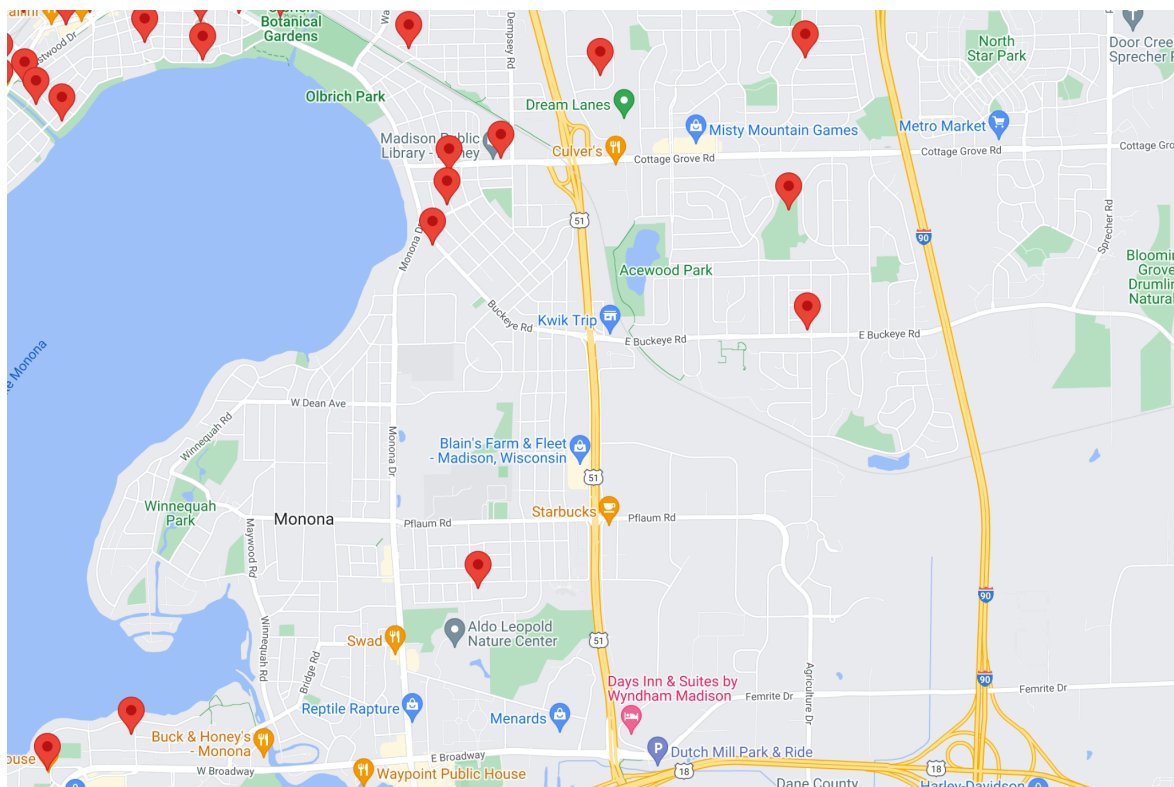 Botanical
Gardens
Dempsey Rd
North
Star Park
Door Cree
Sprecher
Olbrich Park
Dream Lanes
Misty Mountain Games
Metro Market
Madison Public
Library -
Culver's
Cottage Grove Rd
Cottage Grove Rd
Cottage Gro
51
90
Sprecher Rd
Monona D
Acewood Park
Bloomin
Grove
Drumlin
Natural
Buckeye Rd
Kwik Trip
E Buckeye Rd
E Buckeye Rd
e Monona
W Dean Ave
Winnequah Rd
Monona Dr
Blain's Farm & Fleet
- Madison, Wisconsin
51
Winnequah
Park
Monona
Pflaum Rd
Starbucks
Pflaum Rd
Maywood Rd
90
Winnequah Rd
Aldo Leopold
Nature Center
Swad
51
Bridge Rd
Agriculture Dr
Days Inn & Suites by
Wyndham Madison
90
Femrite Dr
Femrite Dr
Reptile Rapture
Menards
Buck & Honey's
- Monona
ouse
E Broadway
P
Dutch Mill Park & Ride
W Broadway
Waypoint Public House
18
18
Dane County
Harley-Davidson